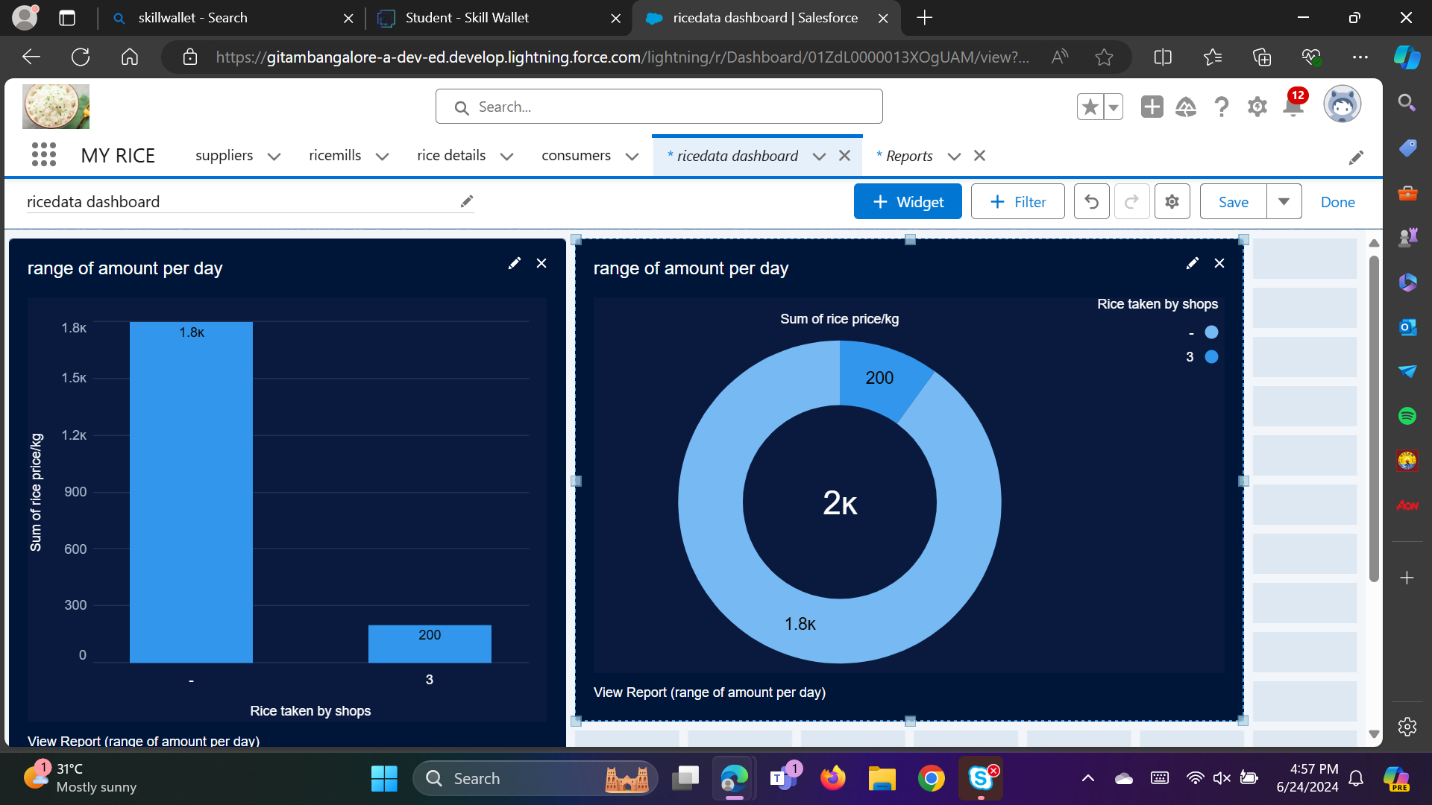 skillwallet - Search
Student - Skill Wallet
ricedata dashboard | Salesforce
https://gitambangalore-a-dev-ed.develop.lightning.force.com/lightning/r/Dashboard/01ZdL0000013XOgUAM/view?...
Search...
12
MY RICE
suppliers
ricemills
rice details
consumers
* ricedata dashboard
* Reports
ricedata dashboard
+ Widget
+ Filter
Save
Done
range of amount per day
1.8K
1.5K
1.2K
900
600
300
0
Sum of rice price/kg
1.8K
200
-
3
Rice taken by shops
View Report (range of amount per day)
range of amount per day
Rice taken by shops
-
3
Sum of rice price/kg
200
2K
1.8K
View Report (range of amount per day)
Aon
1
31°C
Mostly sunny
Search
1
4:57 PM
6/24/2024
PRE